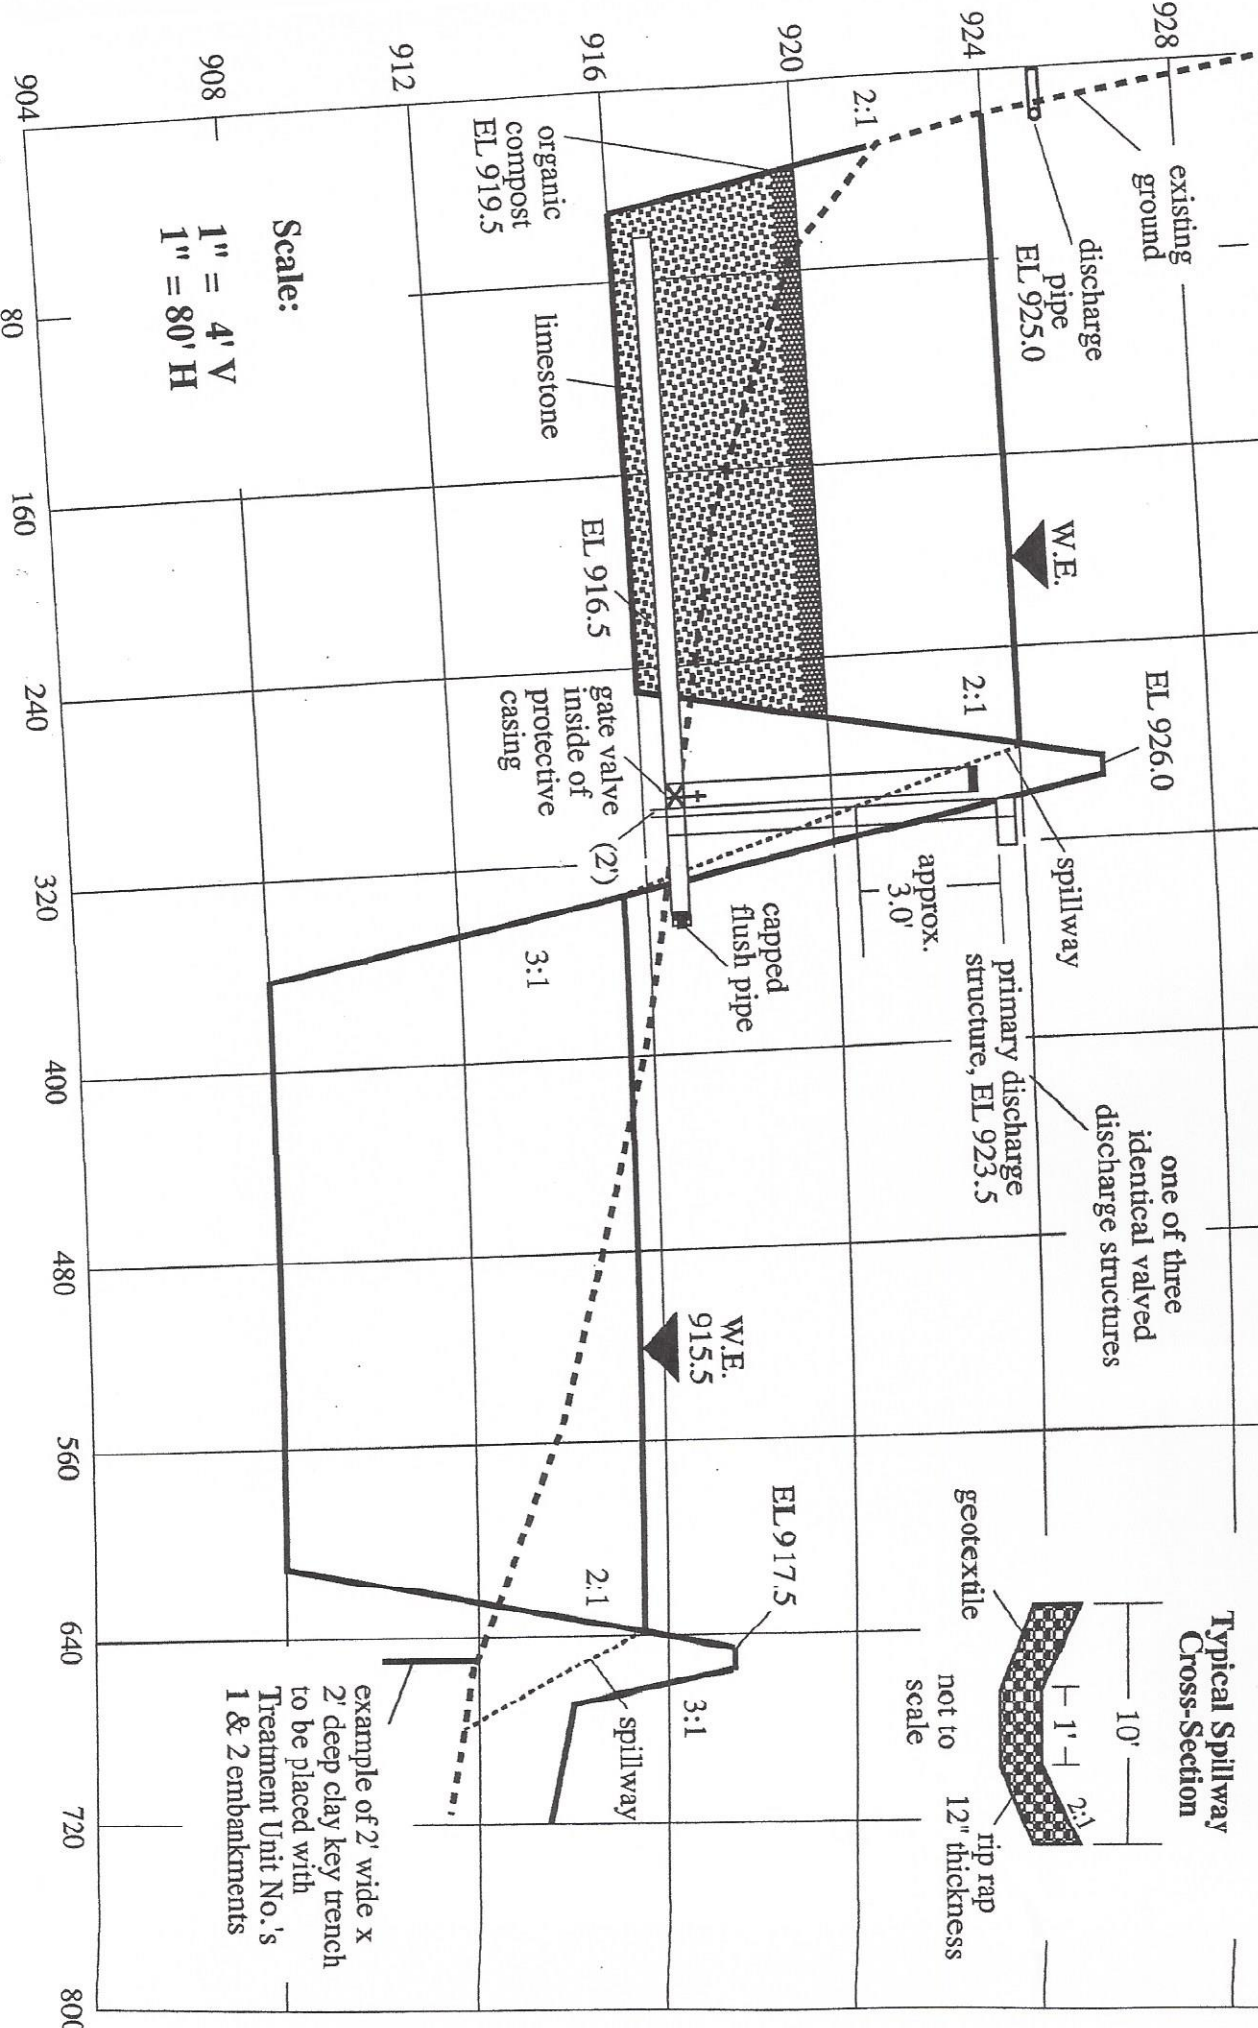 928
924
920
916
912
908
904
80
160
240
320
400
480
560
640
720
800
existing
ground
discharge
pipe
EL 925.0
2:1
organic
compost
EL 919.5
limestone
Scale:
1" = 4' V
1" = 80' H
W.E.
EL 916.5
EL 926.0
2:1
gate valve
inside of
protective
casing
(2')
spillway
approx.
3.0'
primary discharge
structure, EL 923.5
one of three
identical valved
discharge structures
capped
flush pipe
3:1
W.E.
915.5
EL 917.5
2:1
3:1
spillway
example of 2' wide x
2' deep clay key trench
to be placed with
Treatment Unit No.'s
1 & 2 embankments
Typical Spillway
Cross-Section
10'
1'
2:1
geotextile
not to
scale
rip rap
12" thickness